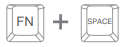 FN + SPACE